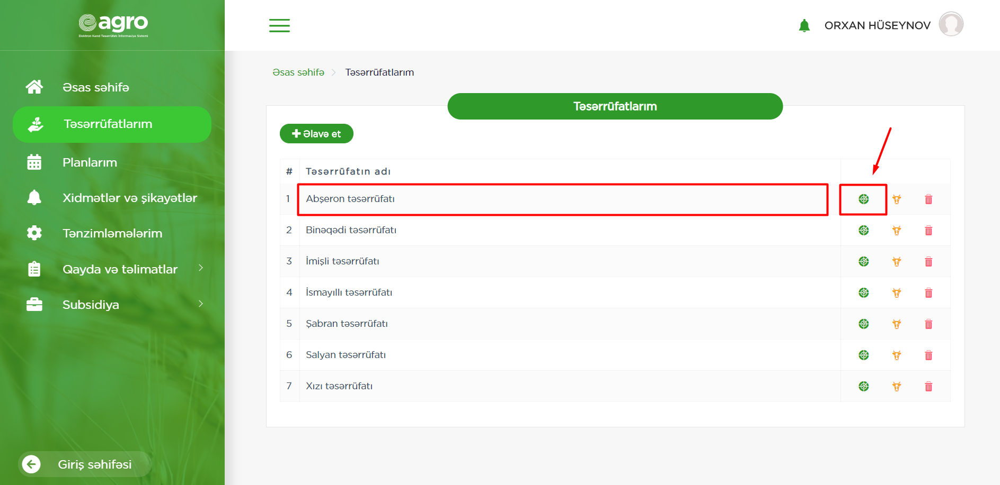 agro
Elektron Kənd Təsərrüfatı İnformasiya Sistemi
ORXAN HÜSEYNOV
Əsas səhifə
Təsərrüfatlarım
Planlarım
Xidmətlər və şikayətlər
Tənzimləmələrim
Qayda və təlimatlar
Subsidiya
Giriş səhifəsi
Əsas səhifə > Təsərrüfatlarım
Təsərrüfatlarım
Əlavə et
# Təsərrüfatın adı
1 Abşeron təsərrüfatı
2 Binəqədi təsərrüfatı
3 İmişli təsərrüfatı
4 İsmayıllı təsərrüfatı
5 Şabran təsərrüfatı
6 Salyan təsərrüfatı
7 Xızı təsərrüfatı